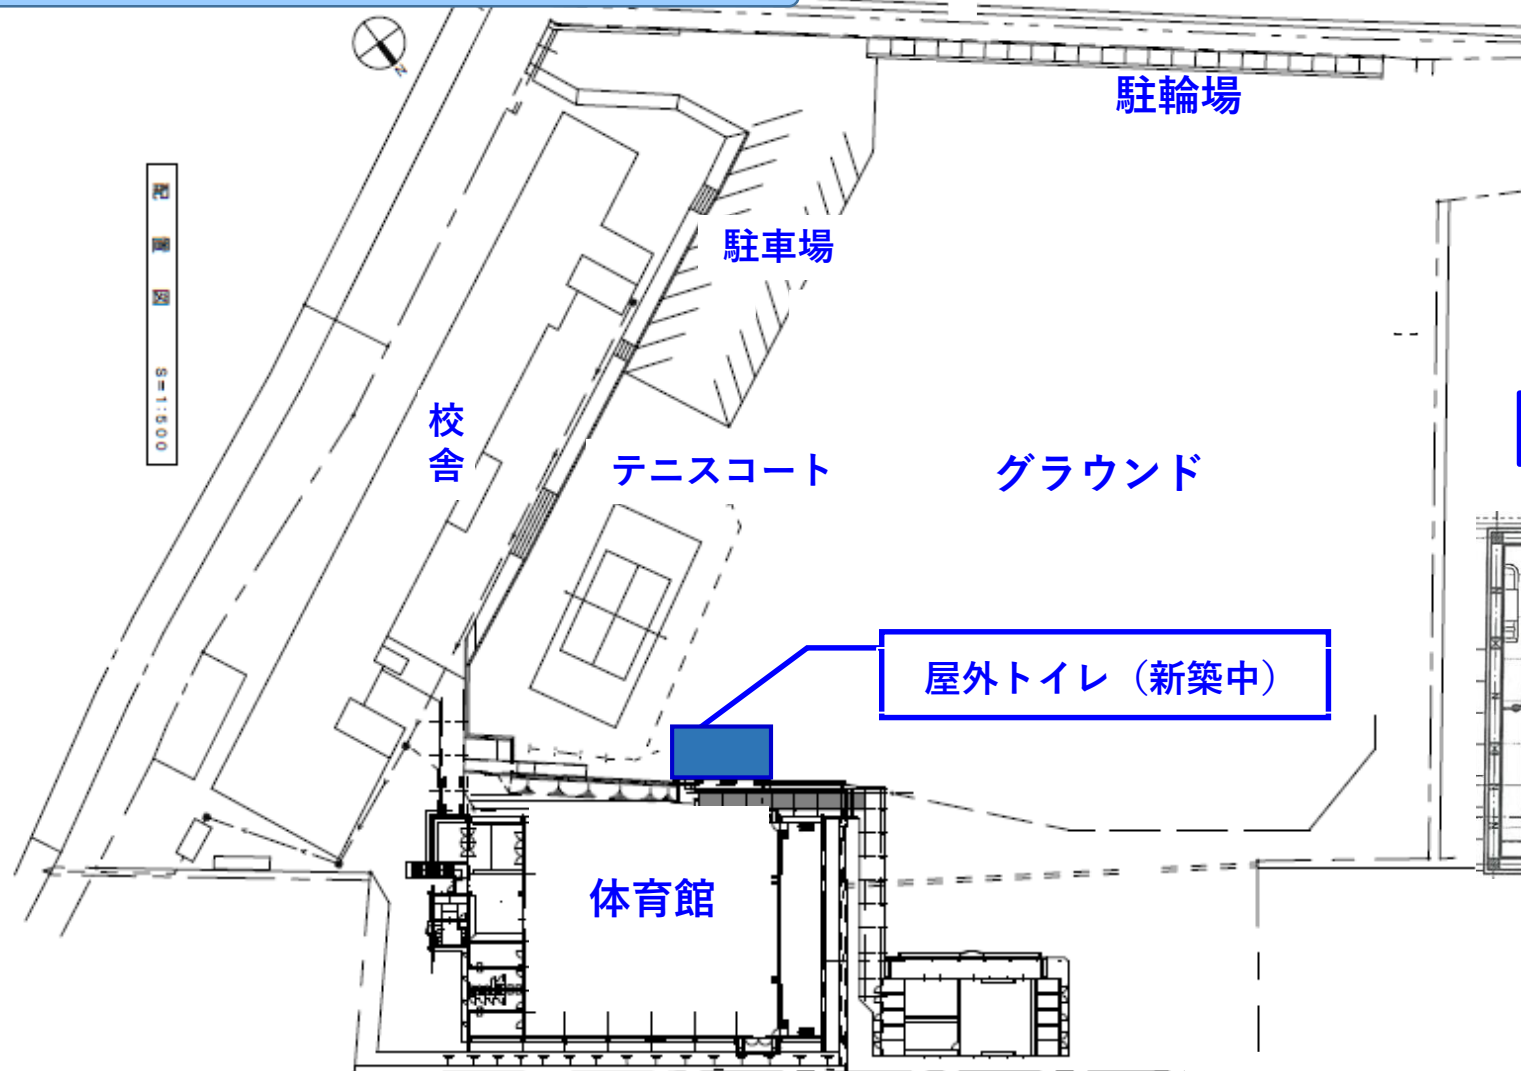 N
駐輪場
配置図 S=1:500
駐車場
校舎
テニスコート
グラウンド
屋外トイレ（新築中）
体育館